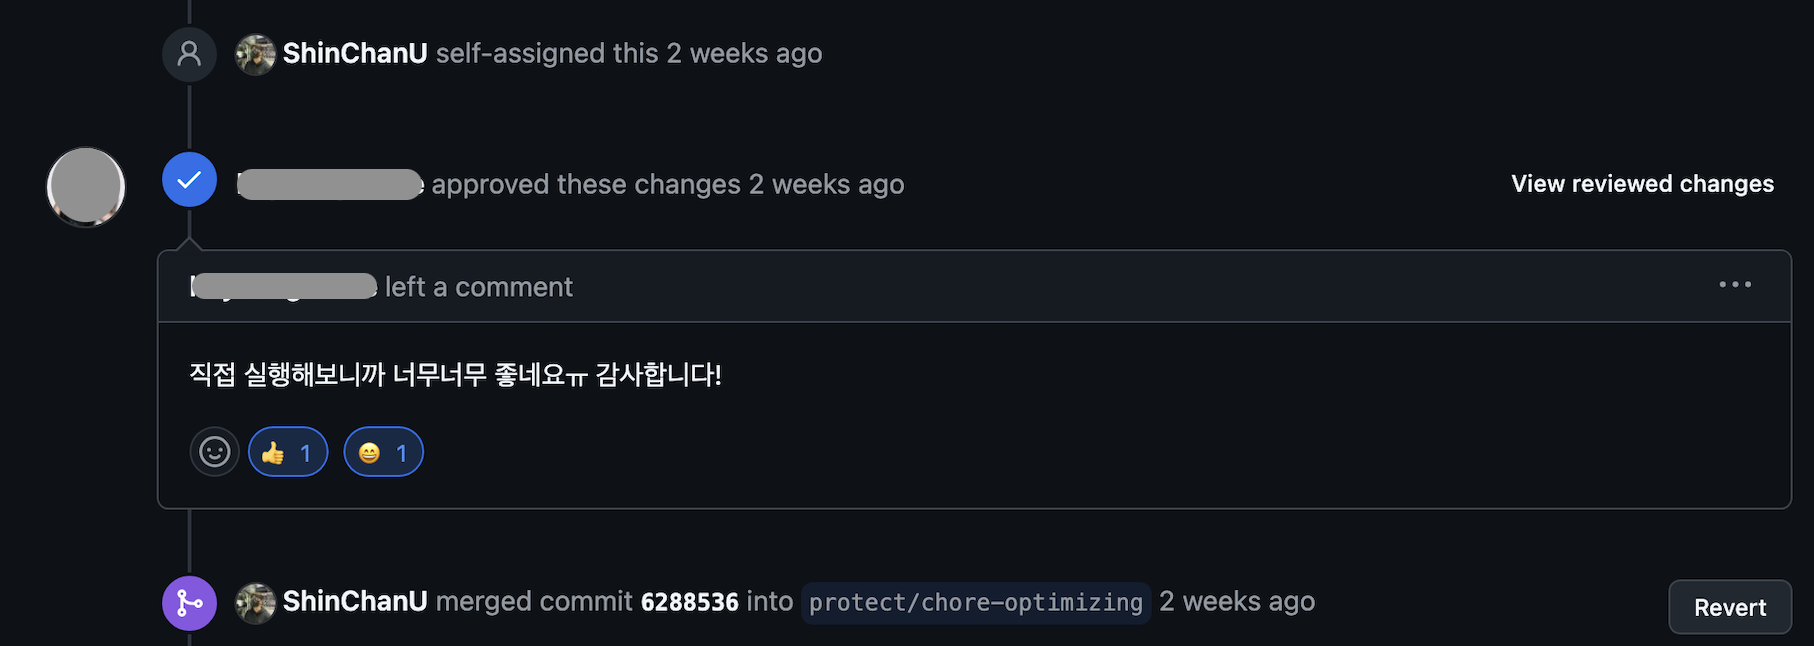 ShinChanU self-assigned this 2 weeks ago
approved these changes 2 weeks ago
View reviewed changes
left a comment
직접 실행해보니까 너무너무 좋네요ㅠ 감사합니다!
👍 1 😄 1
ShinChanU merged commit 6288536 into protect/chore-optimizing 2 weeks ago
Revert